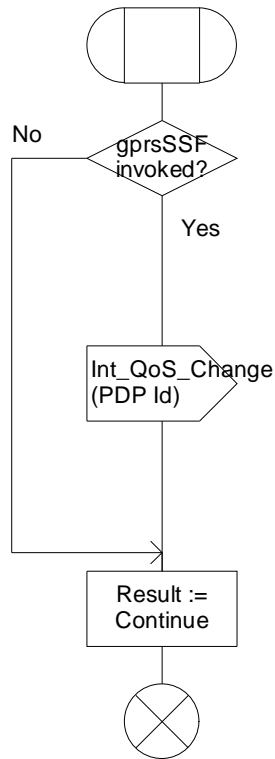 No
gprsSSF
invoked?
Yes
Int_QoS_Change
(PDP Id)
Result :=
Continue